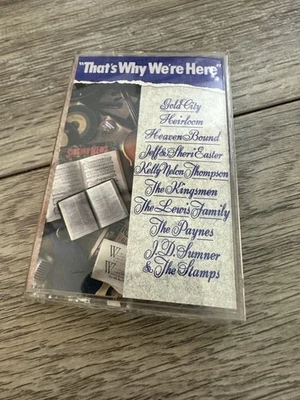 "That's Why We're Here"
Gold City
Heirloom
Heaven Bound
Jeff & Sheri Easter
Kelly Nelon Thompson
The Kingsmen
The Lewis Family
The Paynes
J.D. Sumner
& The Stamps